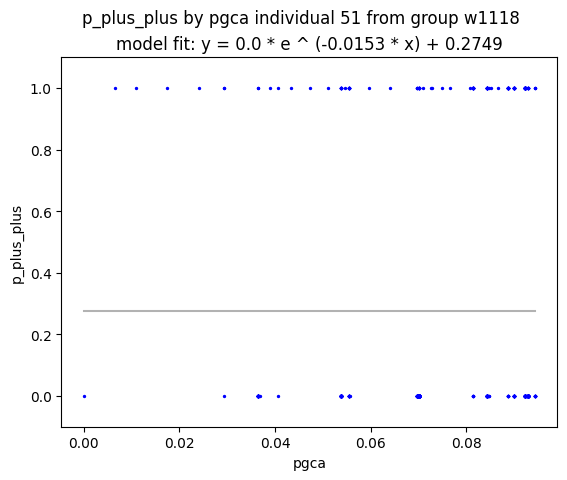 p_plus_plus by pgca individual 51 from group w1118
model fit: y = 0.0 * e ^ (-0.0153 * x) + 0.2749
1.0
0.8
0.6
0.4
0.2
0.0
p_plus_plus
0.00 0.02 0.04 0.06 0.08
pgca